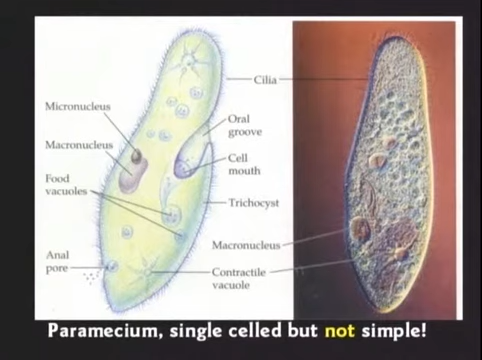 Cilia
Micronucleus
Oral
groove
Macronucleus
Cell
mouth
Food
vacuoles
Trichocyst
Macronucleus
Anal
pore
Contractile
vacuole
Paramecium, single celled but not simple!